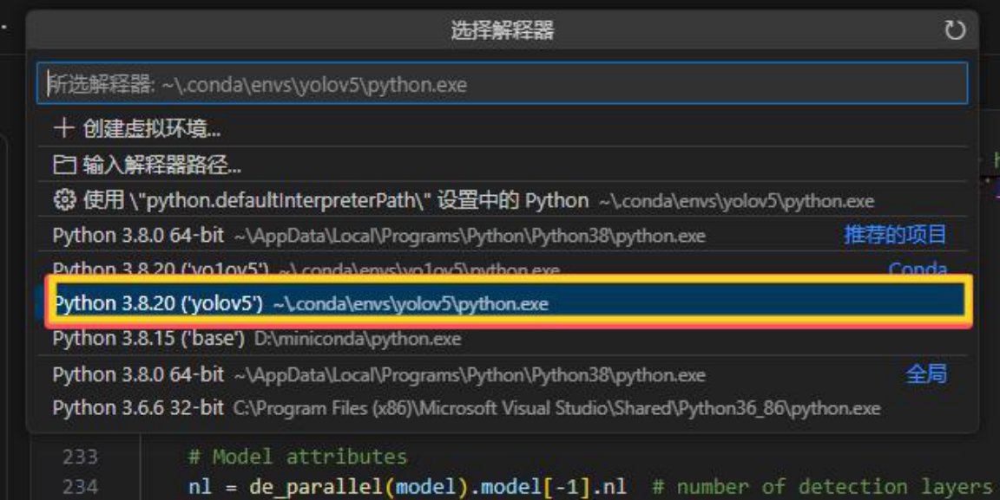 选择解释器
所选解释器: ~\.conda\envs\yolov5\python.exe
创建虚拟环境...
输入解释器路径...
使用 \"python.defaultInterpreterPath\" 设置中的 Python ~\.conda\envs\yolov5\python.exe
Python 3.8.0 64-bit ~\AppData\Local\Programs\Python\Python38\python.exe 推荐的项目
Python 3.8.20 ('yo1ov5') ~\.conda\envs\yo1ov5\python.exe Conda
Python 3.8.20 ('yolov5') ~\.conda\envs\yolov5\python.exe
Python 3.8.15 ('base') D:\miniconda\python.exe
Python 3.8.0 64-bit ~\AppData\Local\Programs\Python\Python38\python.exe 全局
Python 3.6.6 32-bit C:\Program Files (x86)\Microsoft Visual Studio\Shared\Python36_86\python.exe
233 # Model attributes
234 nl = de_parallel(model).model[-1].nl # number of detection layers